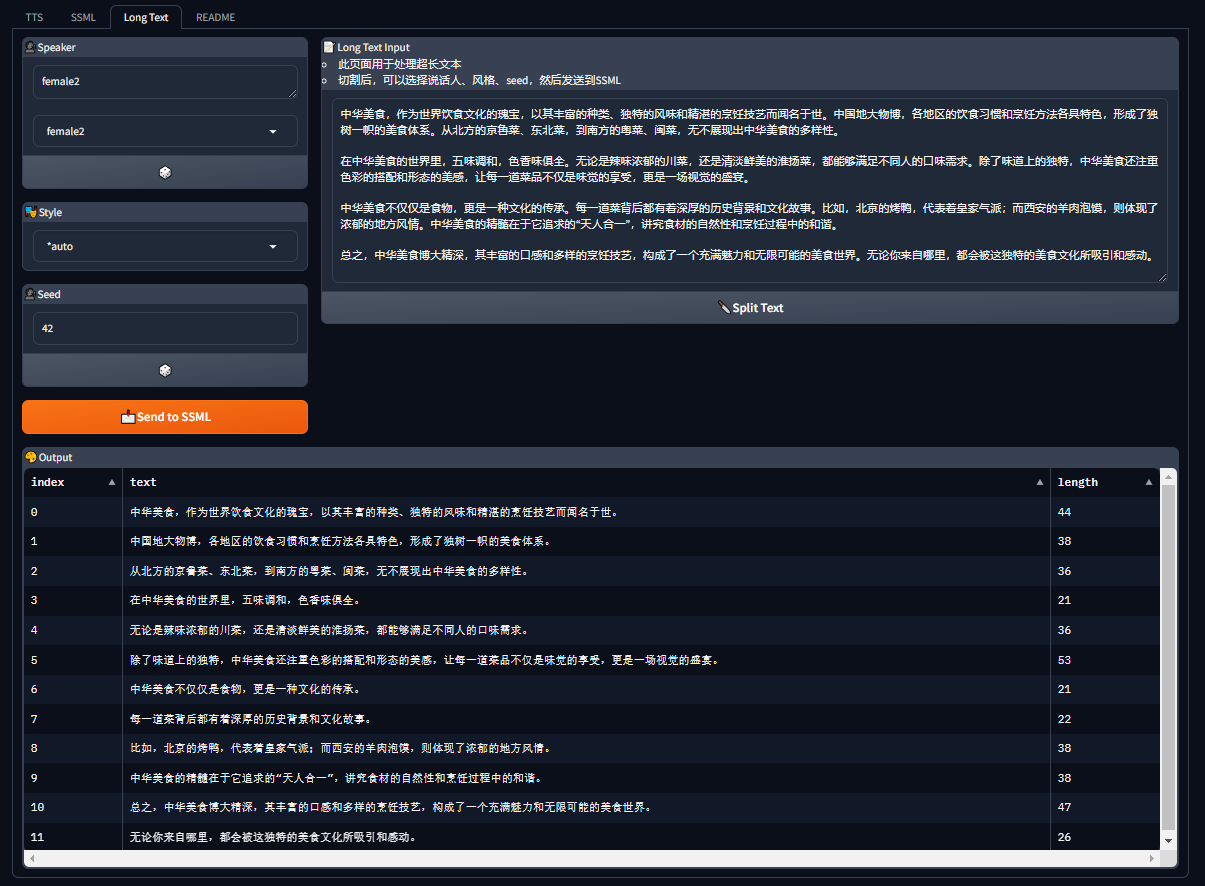 TTS SSML Long Text README
Speaker
female2
female2
Style
*auto
Seed
42
Send to SSML
Long Text Input
此页面用于处理超长文本
切割后，可以选择说话人、风格、seed，然后发送到SSML
中华美食，作为世界饮食文化的瑰宝，以其丰富的种类、独特的风味和精湛的烹饪技艺而闻名于世。中国地大物博，各地区的饮食习惯和烹饪方法各具特色，形成了独
树一帜的美食体系。从北方的京鲁菜、东北菜，到南方的粤菜、闽菜，无不展现出中华美食的多样性。
在中华美食的世界里，五味调和，色香味俱全。无论是辣味浓郁的川菜，还是清淡鲜美的淮扬菜，都能够满足不同人的口味需求。除了味道上的独特，中华美食还注重
色彩的搭配和形态的美感，让每一道菜品不仅是味觉的享受，更是一场视觉的盛宴。
中华美食不仅仅是食物，更是一种文化的传承。每一道菜背后都有着深厚的历史背景和文化故事。比如，北京的烤鸭，代表着皇家气派；而西安的羊肉泡馍，则体现了
浓郁的地方风情。中华美食的精髓在于它追求的“天人合一”，讲究食材的自然性和烹饪过程中的和谐。
总之，中华美食博大精深，其丰富的口感和多样的烹饪技艺，构成了一个充满魅力和无限可能的美食世界。无论你来自哪里，都会被这独特的美食文化所吸引和感动。
Split Text
Output
index text length
0 中华美食，作为世界饮食文化的瑰宝，以其丰富的种类、独特的风味和精湛的烹饪技艺而闻名于世。 44
1 中国地大物博，各地区的饮食习惯和烹饪方法各具特色，形成了独树一帜的美食体系。 38
2 从北方的京鲁菜、东北菜，到南方的粤菜、闽菜，无不展现出中华美食的多样性。 36
3 在中华美食的世界里，五味调和，色香味俱全。 21
4 无论是辣味浓郁的川菜，还是清淡鲜美的淮扬菜，都能够满足不同人的口味需求。 36
5 除了味道上的独特，中华美食还注重色彩的搭配和形态的美感，让每一道菜品不仅是味觉的享受，更是一场视觉的盛宴。 53
6 中华美食不仅仅是食物，更是一种文化的传承。 21
7 每一道菜背后都有着深厚的历史背景和文化故事。 22
8 比如，北京的烤鸭，代表着皇家气派；而西安的羊肉泡馍，则体现了浓郁的地方风情。 38
9 中华美食的精髓在于它追求的“天人合一”，讲究食材的自然性和烹饪过程中的和谐。 38
10 总之，中华美食博大精深，其丰富的口感和多样的烹饪技艺，构成了一个充满魅力和无限可能的美食世界。 47
11 无论你来自哪里，都会被这独特的美食文化所吸引和感动。 26